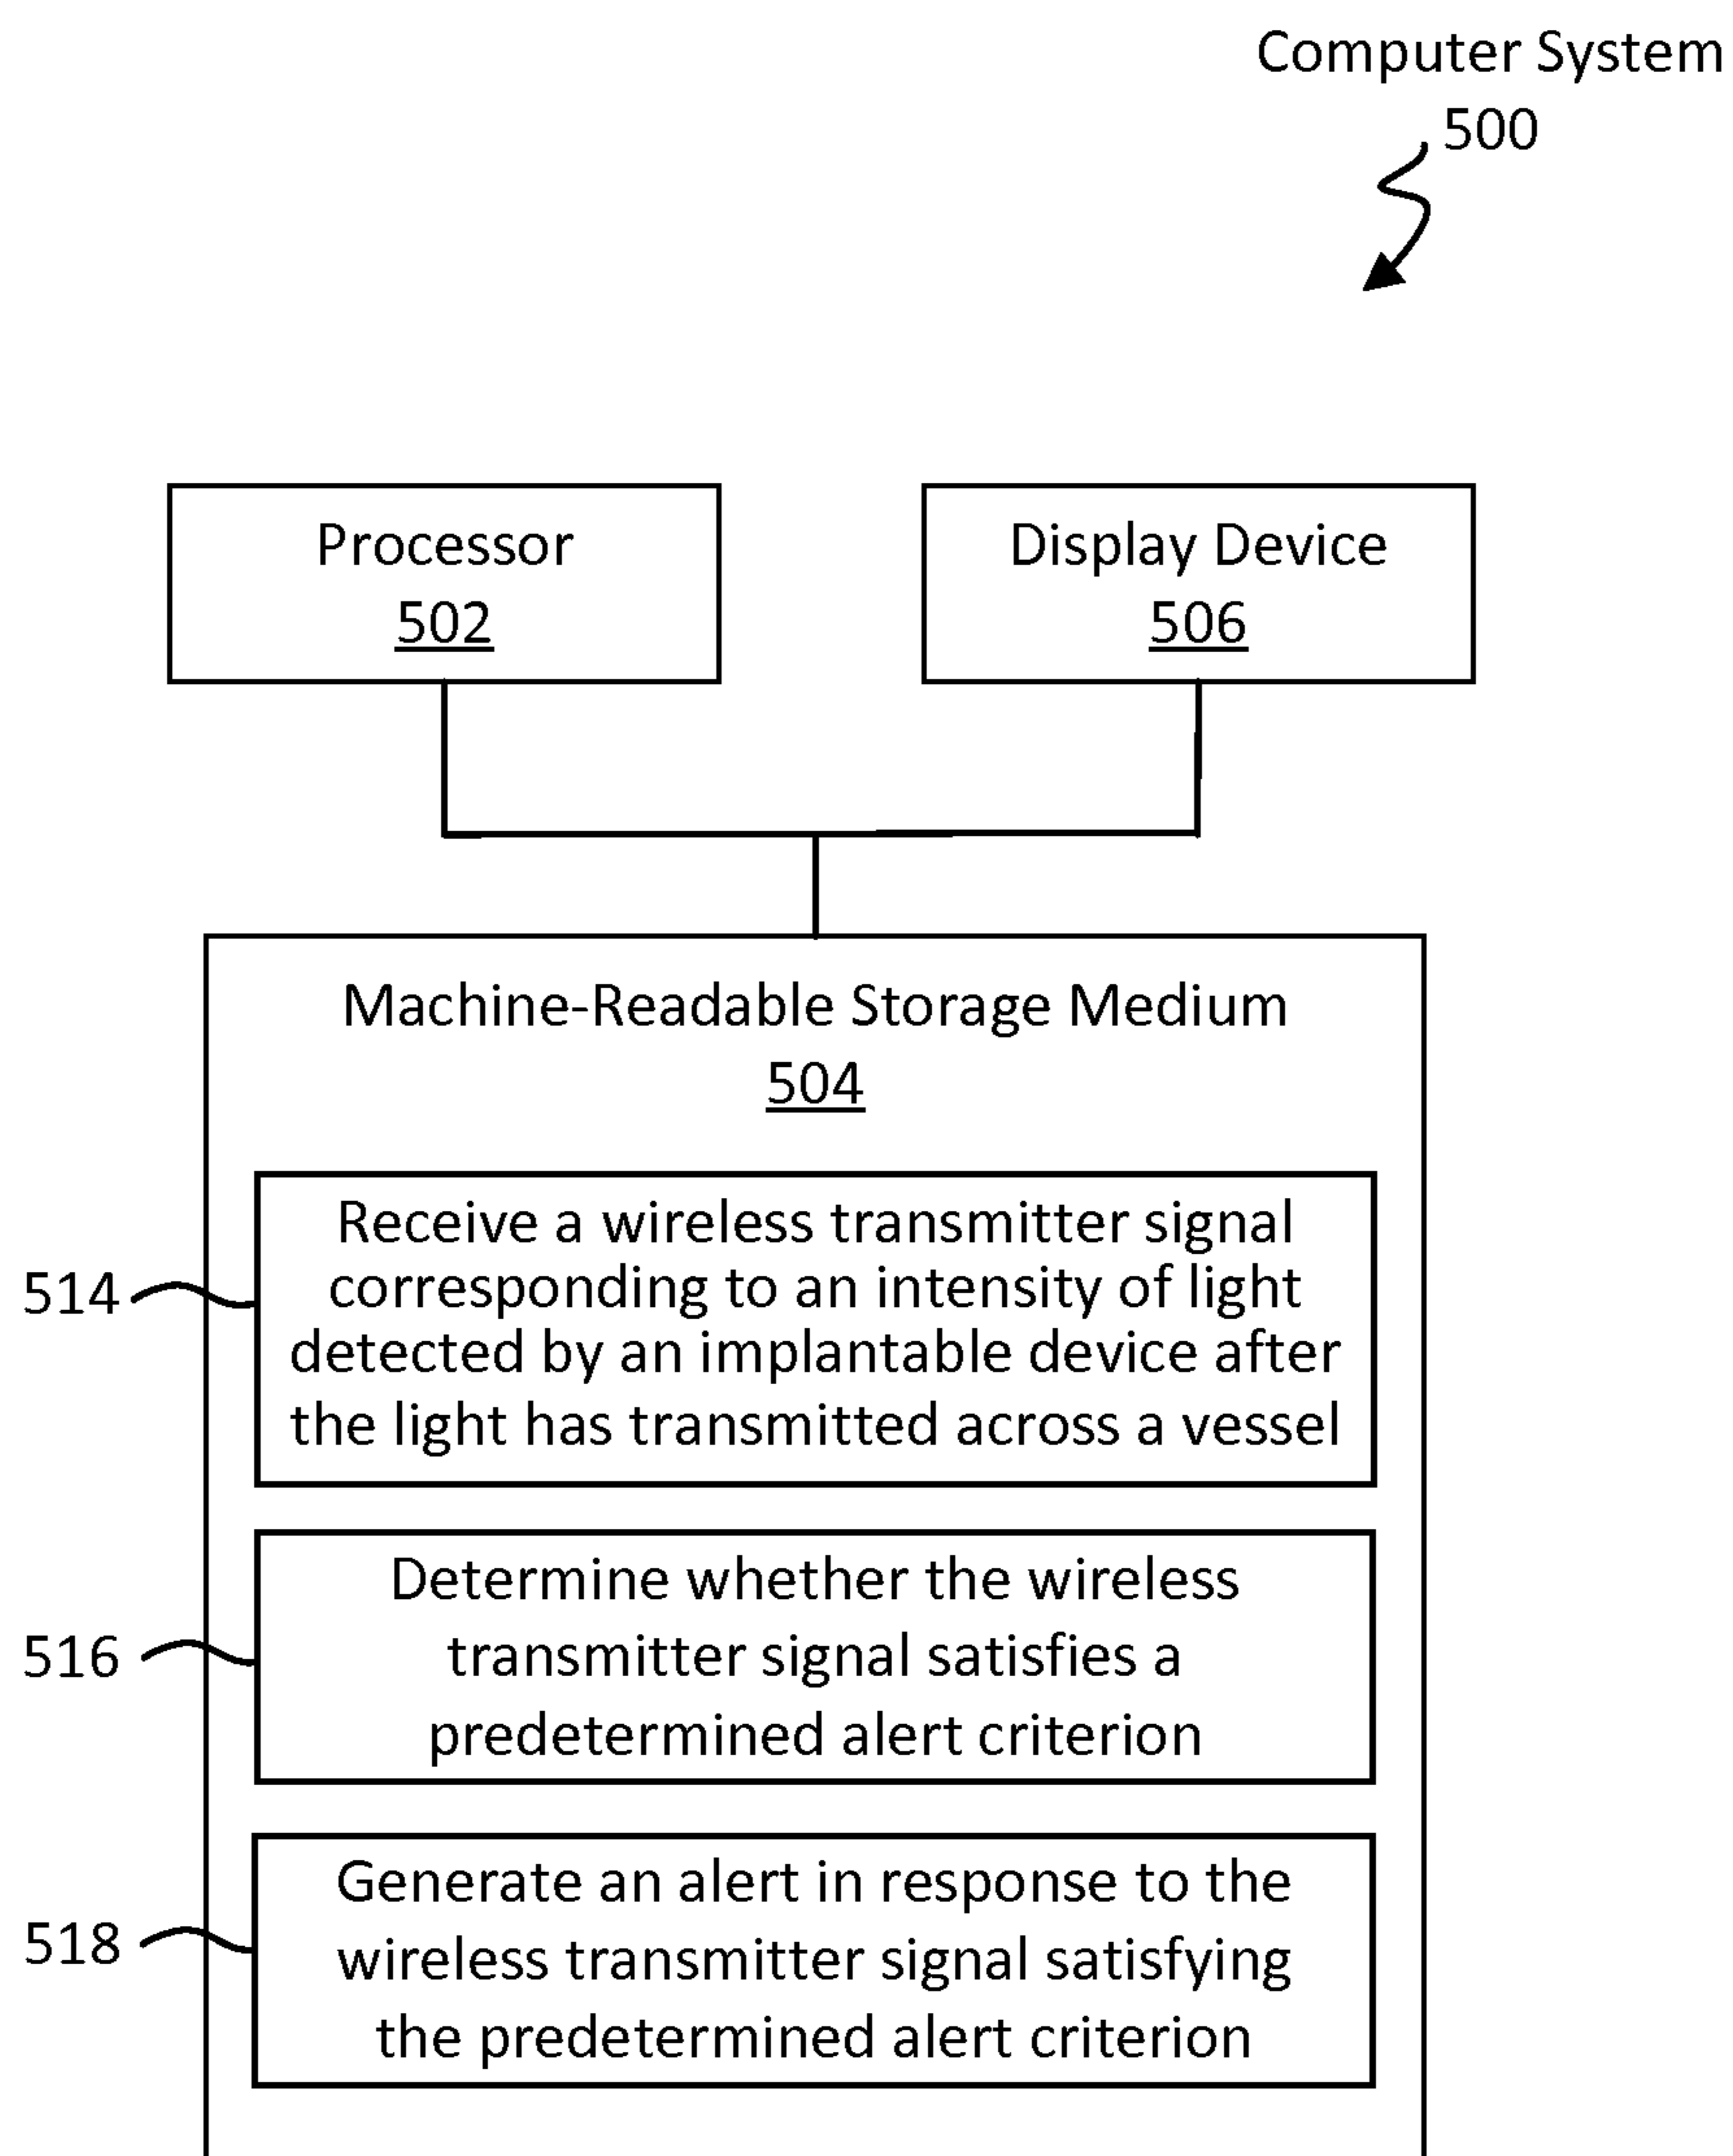 Computer System
500
Processor
502
Display Device
506
Machine-Readable Storage Medium
504
514
Receive a wireless transmitter signal
corresponding to an intensity of light
detected by an implantable device after
the light has transmitted across a vessel
516
Determine whether the wireless
transmitter signal satisfies a
predetermined alert criterion
518
Generate an alert in response to the
wireless transmitter signal satisfying
the predetermined alert criterion